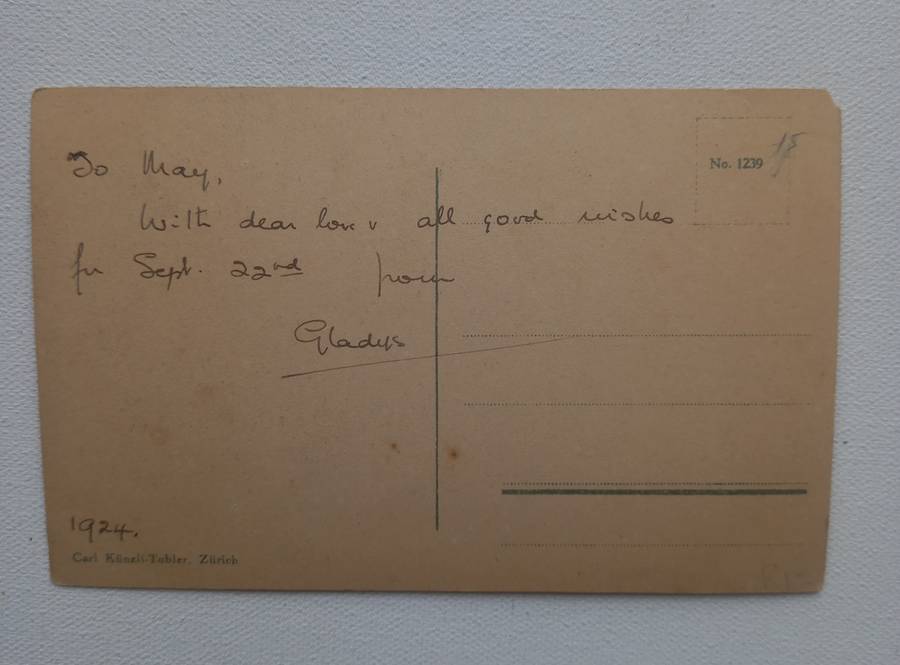 To May,
With dear love & all good wishes
for Sept. 22nd from
Gladys
1924.
Carl Künzli-Tobler, Zürich
No. 1239
15